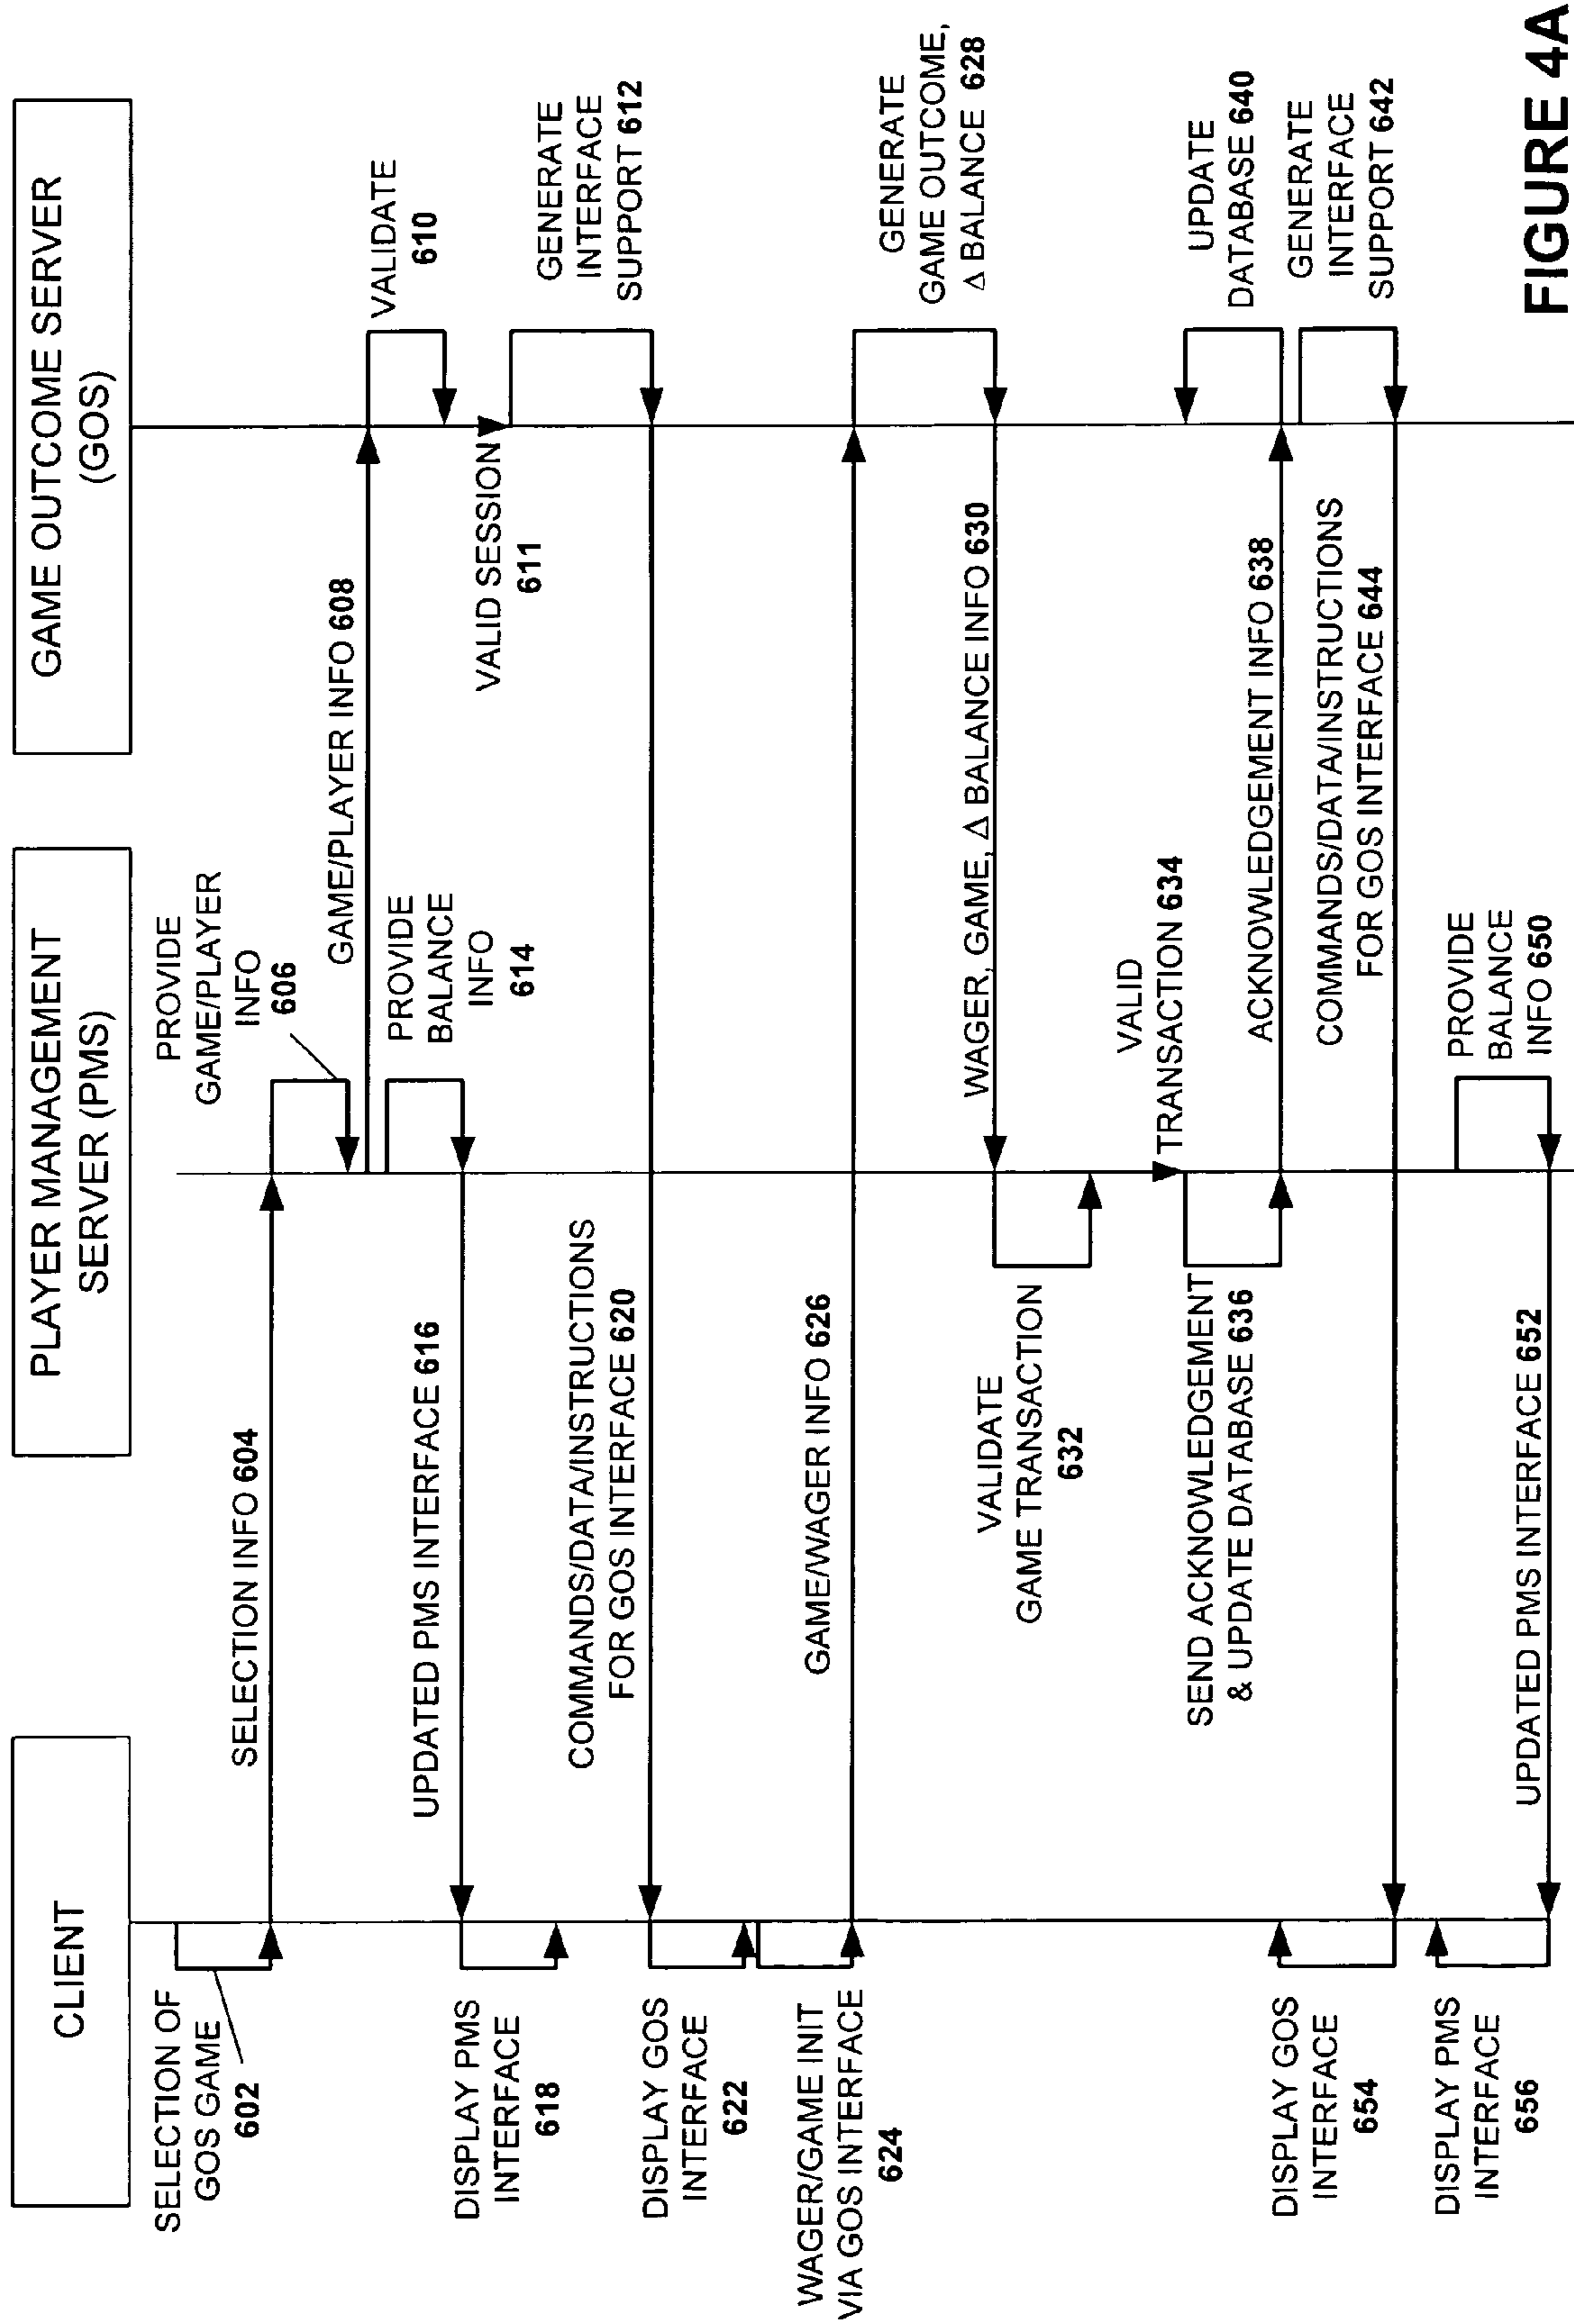 CLIENT
PLAYER MANAGEMENT
SERVER (PMS)
GAME OUTCOME SERVER
(GOS)
SELECTION OF
GOS GAME
602
SELECTION INFO 604
PROVIDE
GAME/PLAYER
INFO
606
GAME/PLAYER INFO 608
VALIDATE
610
VALID SESSION
611
GENERATE
INTERFACE
SUPPORT 612
PROVIDE
BALANCE
INFO
614
UPDATED PMS INTERFACE 616
DISPLAY PMS
INTERFACE
618
COMMANDS/DATA/INSTRUCTIONS
FOR GOS INTERFACE 620
DISPLAY GOS
INTERFACE
622
WAGER/GAME INIT
VIA GOS INTERFACE
624
GAME/WAGER INFO 626
GENERATE
GAME OUTCOME,
Δ BALANCE 628
WAGER, GAME, Δ BALANCE INFO 630
VALIDATE
GAME TRANSACTION
632
VALID
TRANSACTION 634
SEND ACKNOWLEDGEMENT
& UPDATE DATABASE 636
ACKNOWLEDGEMENT INFO 638
UPDATE
DATABASE 640
GENERATE
INTERFACE
SUPPORT 642
COMMANDS/DATA/INSTRUCTIONS
FOR GOS INTERFACE 644
PROVIDE
BALANCE
INFO 650
UPDATED PMS INTERFACE 652
DISPLAY GOS
INTERFACE
654
DISPLAY PMS
INTERFACE
656
FIGURE 4A